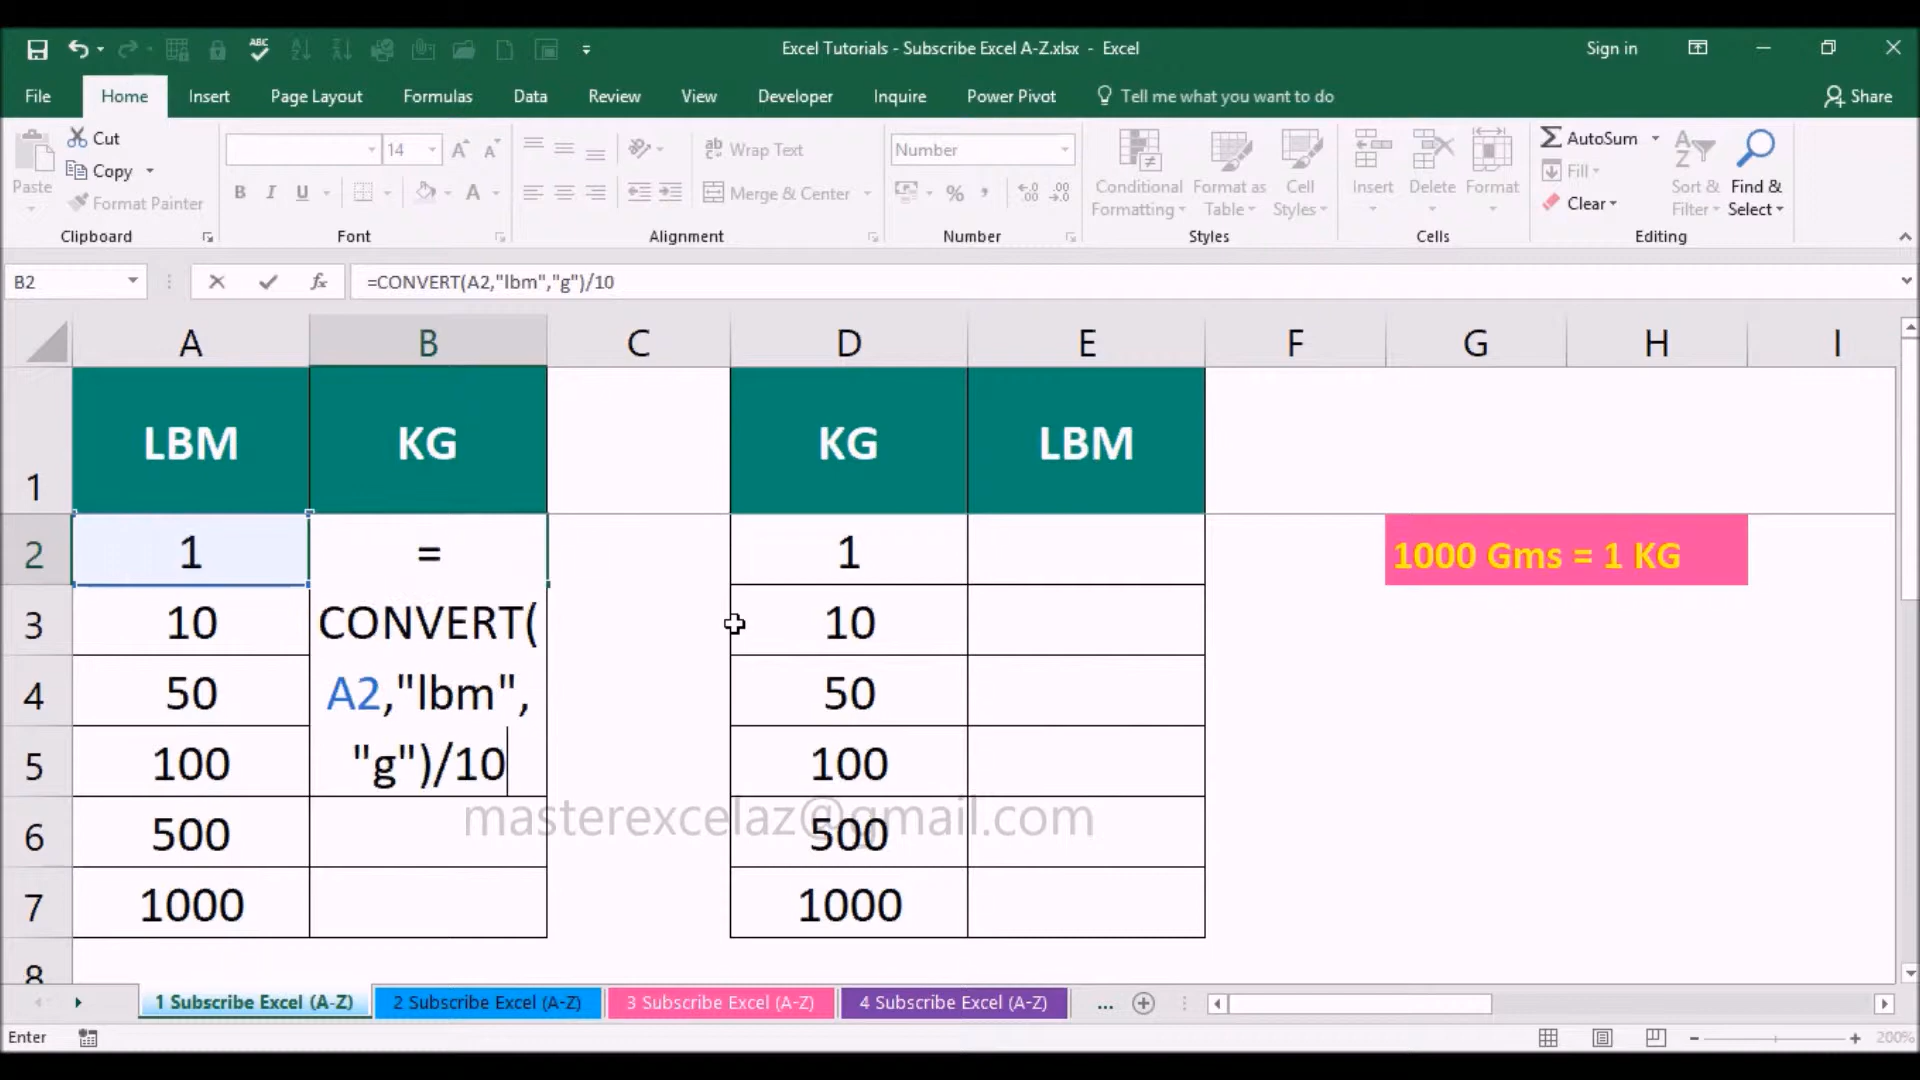 Excel Tutorials - Subscribe Excel A-Z.xlsx - Excel
Sign in
File Home Insert Page Layout Formulas Data Review View Developer Inquire Power Pivot Tell me what you want to do Share
Paste
Cut
Copy
Format Painter
Clipboard
14
B I U
Font
Wrap Text
Merge & Center
Alignment
Number
%
Number
Conditional Formatting
Format as Table
Cell Styles
Styles
Insert
Delete
Format
Cells
AutoSum
Fill
Clear
Sort & Filter
Find & Select
Editing
B2
fx
=CONVERT(A2,"lbm","g")/10
A B C D E F G H I
1 LBM KG KG LBM
2 1 = 1 1000 Gms = 1 KG
3 10 CONVERT( 10
4 50 A2,"lbm", 50
5 100 "g")/10 100
masterexcelaz@gmail.com
6 500 500
7 1000 1000
8
1 Subscribe Excel (A-Z) 2 Subscribe Excel (A-Z) 3 Subscribe Excel (A-Z) 4 Subscribe Excel (A-Z) ...
Enter
200%